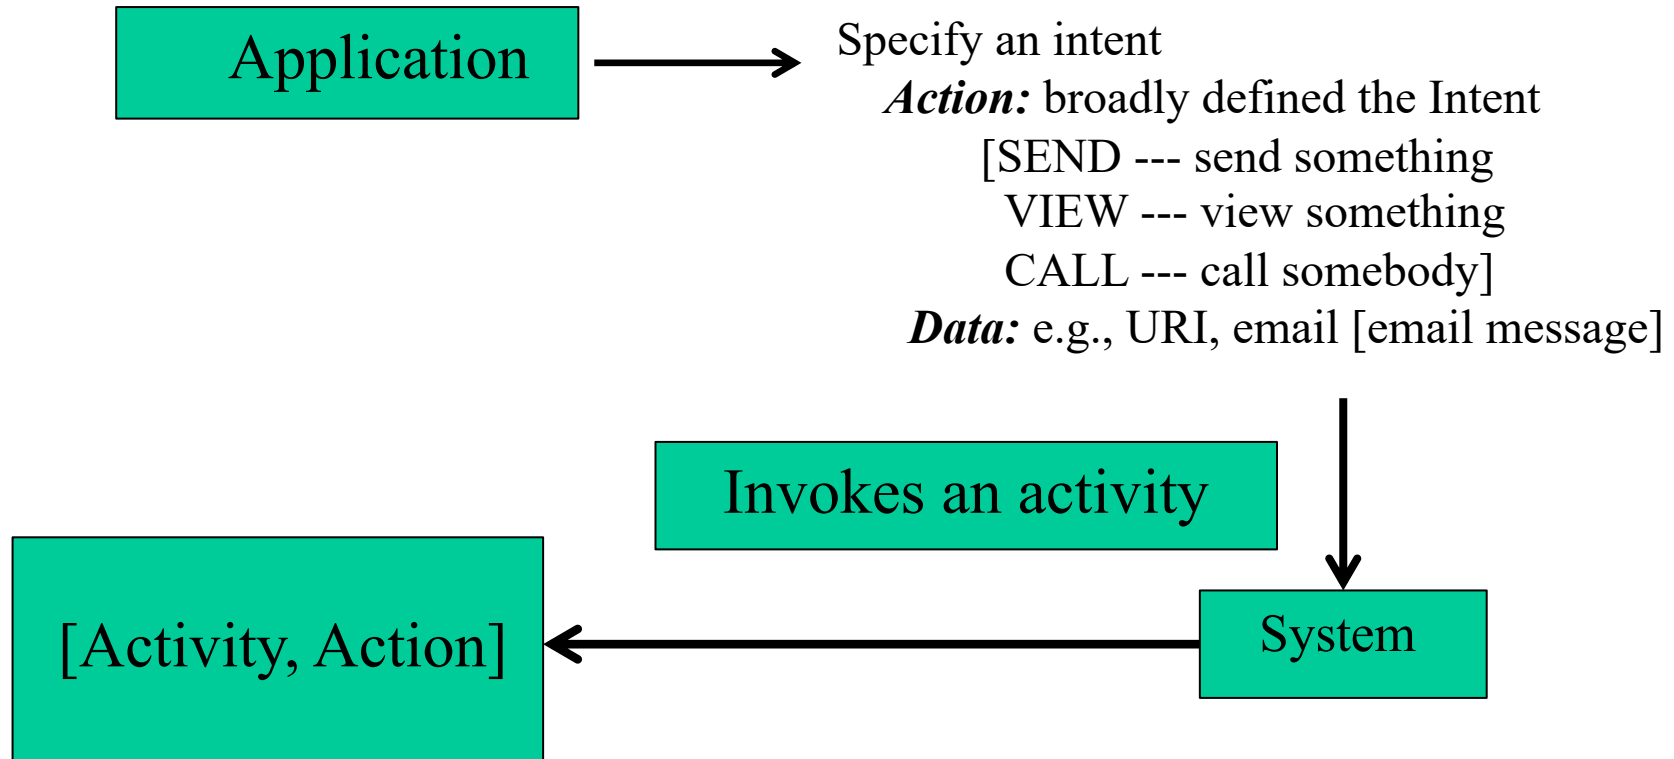 Application
Specify an intent
Action: broadly defined the Intent
[SEND --- send something
VIEW --- view something
CALL --- call somebody]
Data: e.g., URI, email [email message]
Invokes an activity
System
[Activity, Action]